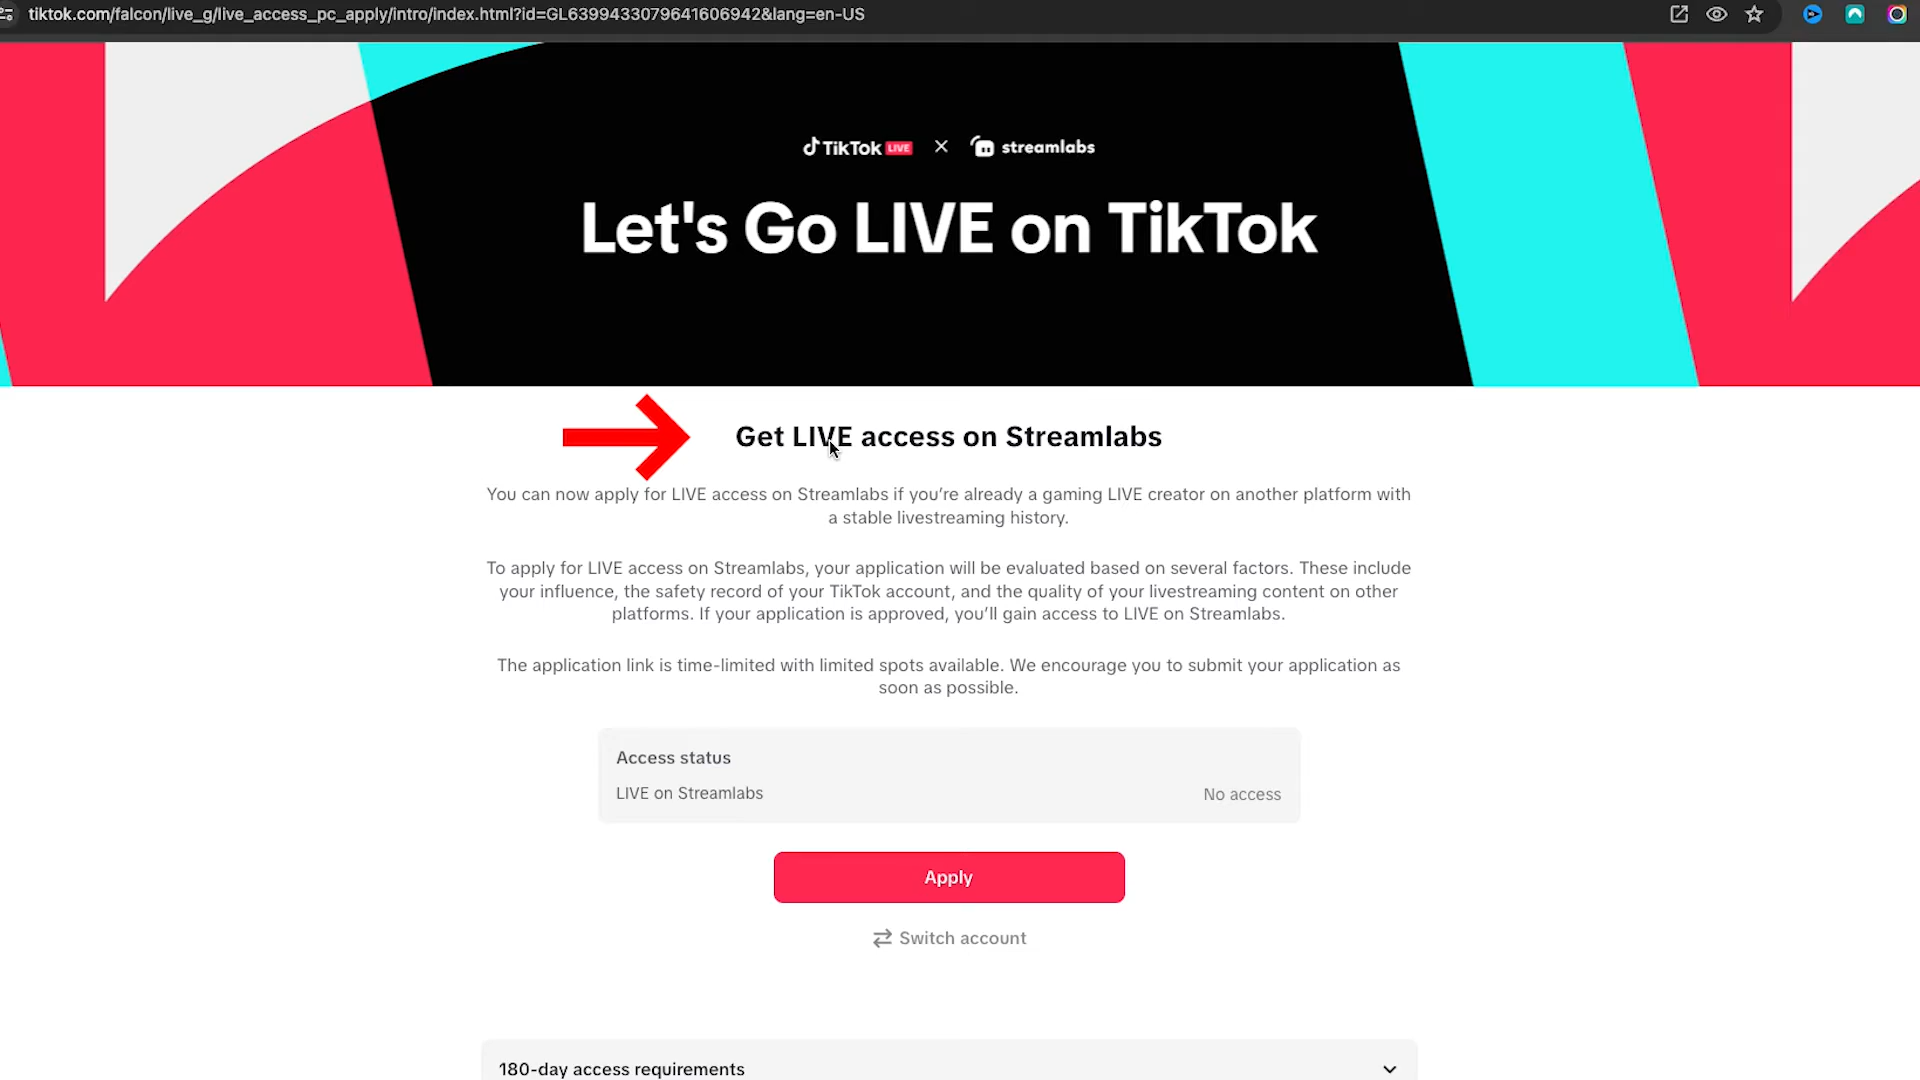 tiktok.com/falcon/live_g/live_access_pc_apply/intro/index.html?id=GL6399433079641606942&lang=en-US
TikTok LIVE X streamlabs
Let's Go LIVE on TikTok
Get LIVE access on Streamlabs
You can now apply for LIVE access on Streamlabs if you’re already a gaming LIVE creator on another platform with
a stable livestreaming history.
To apply for LIVE access on Streamlabs, your application will be evaluated based on several factors. These include
your influence, the safety record of your TikTok account, and the quality of your livestreaming content on other
platforms. If your application is approved, you’ll gain access to LIVE on Streamlabs.
The application link is time-limited with limited spots available. We encourage you to submit your application as
soon as possible.
Access status
LIVE on Streamlabs No access
Apply
Switch account
180-day access requirements